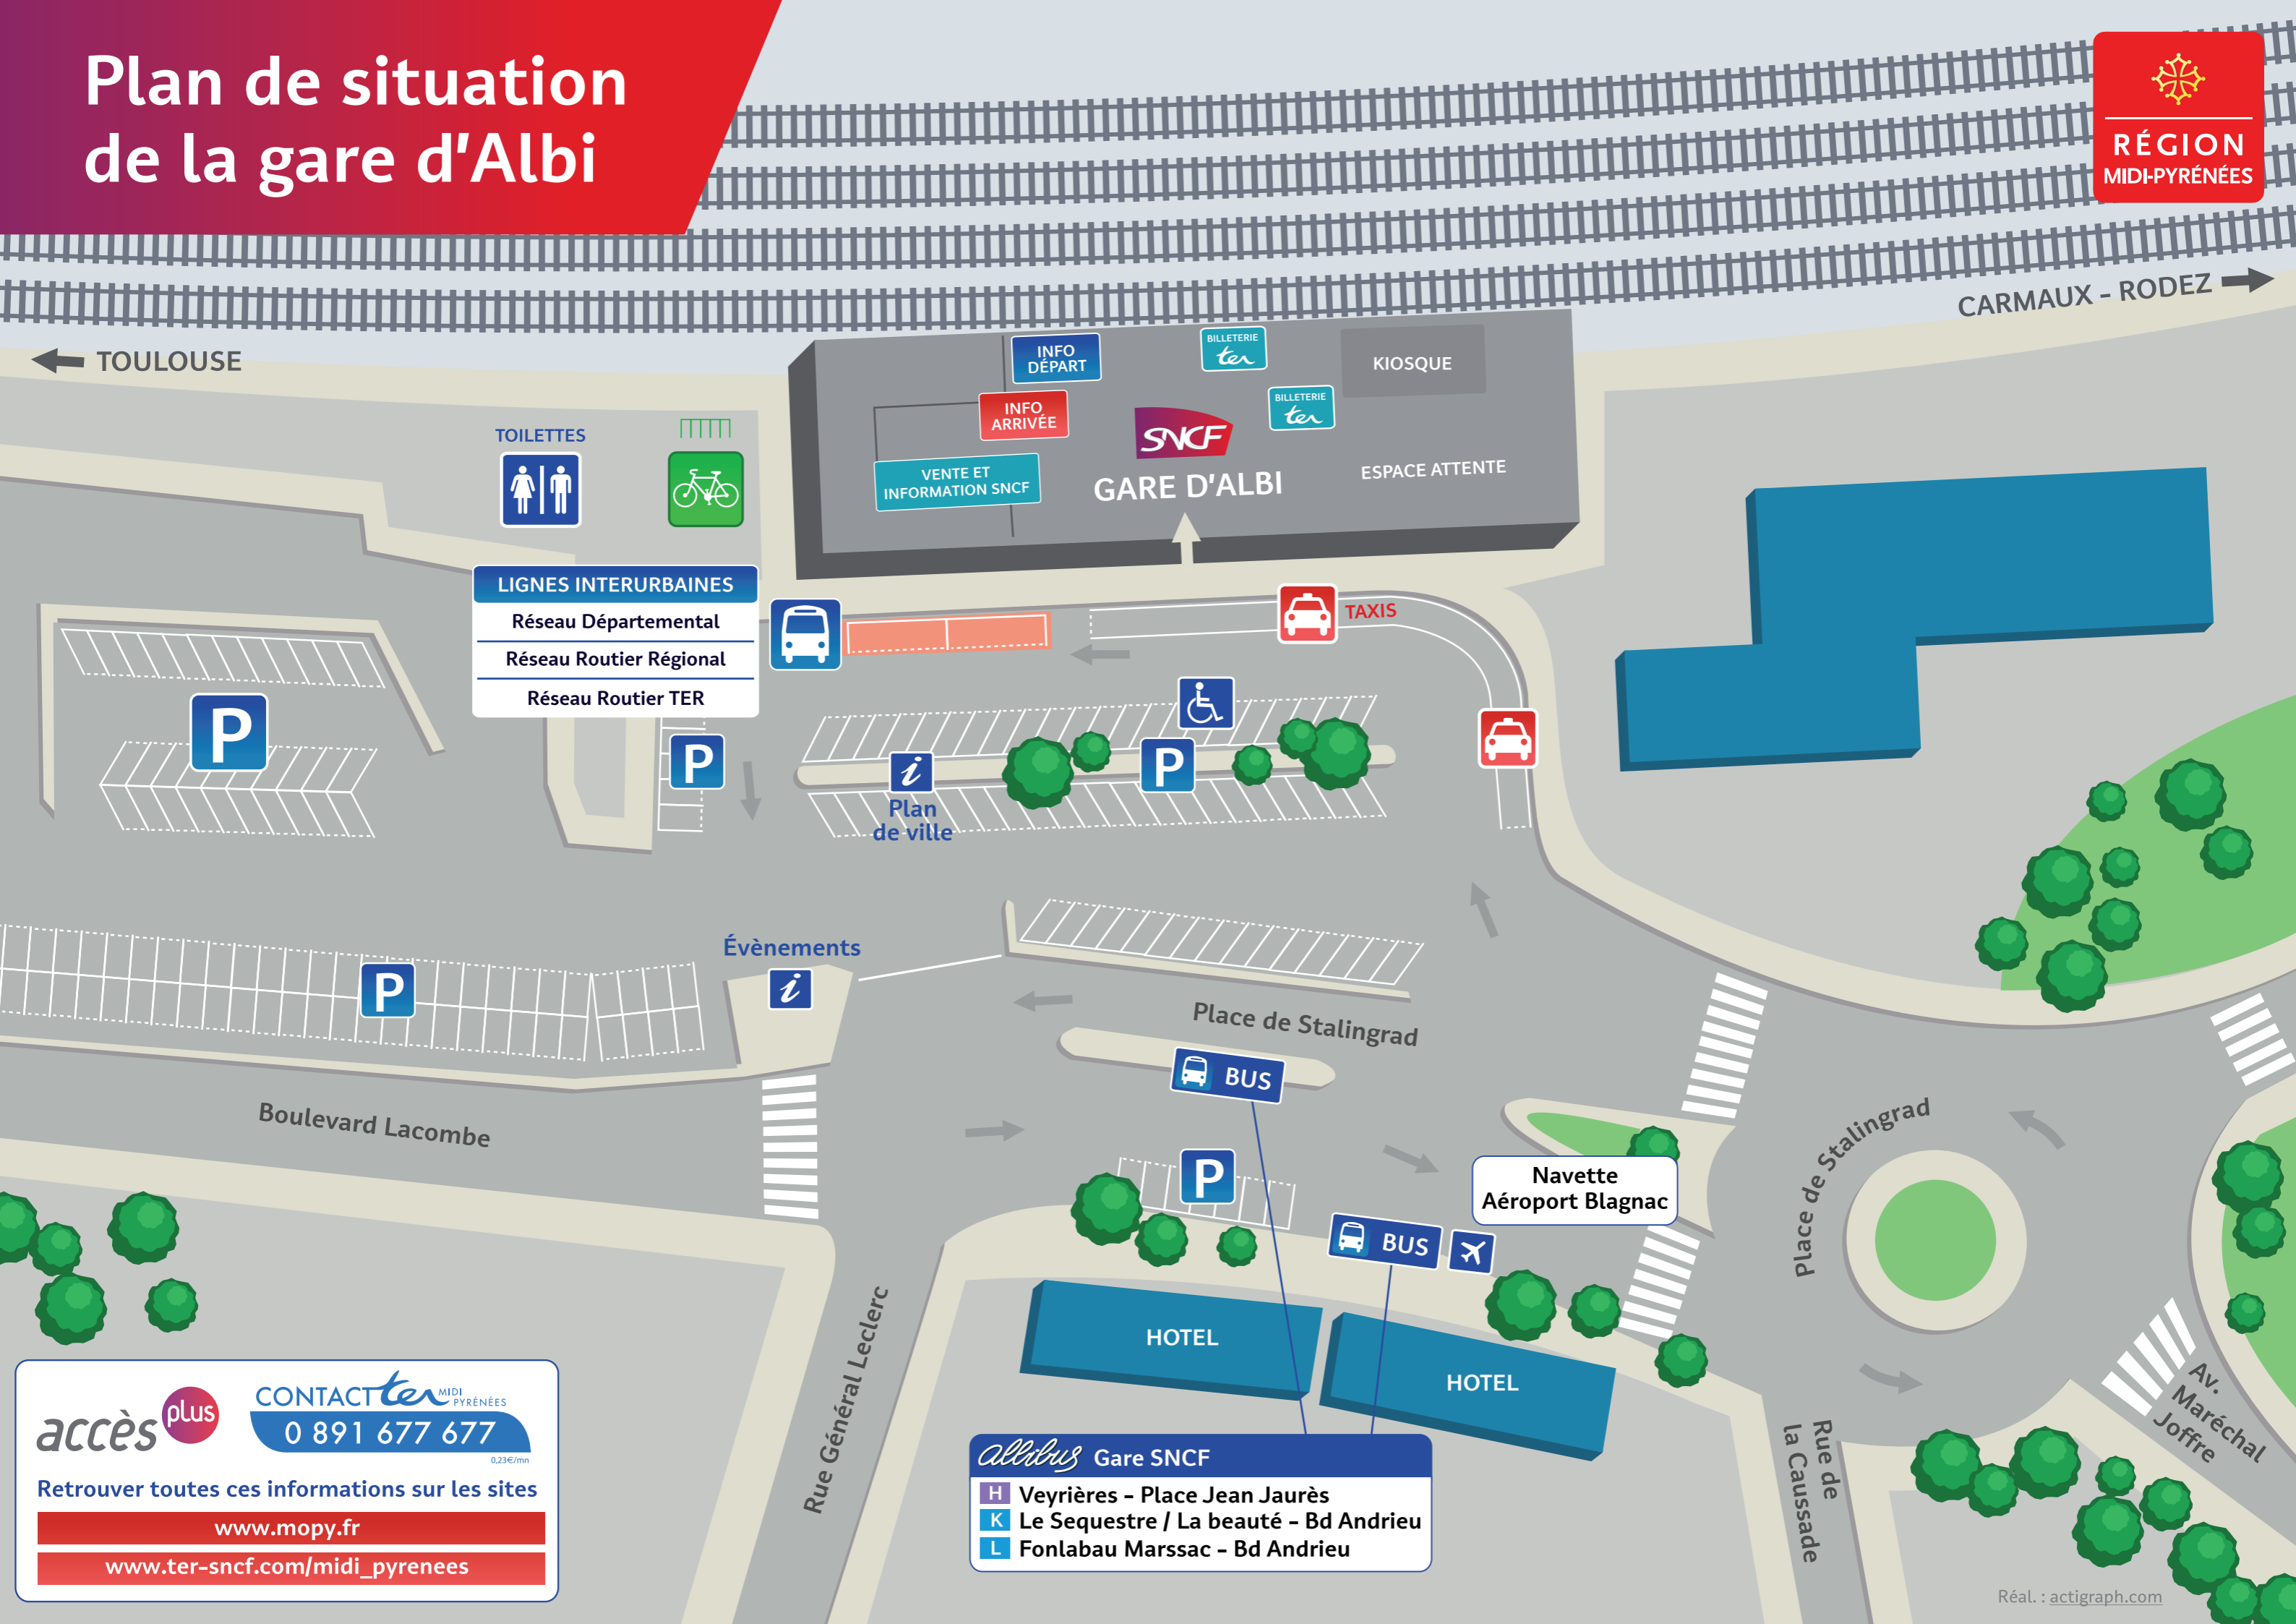 Plan de situation
de la gare d'Albi
RÉGION
MIDI-PYRÉNÉES
CARMAUX - RODEZ
TOULOUSE
INFO
DÉPART
BILLETERIE
ter
KIOSQUE
INFO
ARRIVÉE
BILLETERIE
ter
SNCF
VENTE ET
INFORMATION SNCF
GARE D'ALBI
ESPACE ATTENTE
TOILETTES
LIGNES INTERURBAINES
Réseau Départemental
Réseau Routier Régional
Réseau Routier TER
TAXIS
P
P
i
P
Plan
de ville
Évènements
i
P
Place de Stalingrad
BUS
Boulevard Lacombe
P
Navette
Aéroport Blagnac
BUS
Place de Stalingrad
HOTEL
HOTEL
Rue Général Leclerc
Av.
Maréchal
Joffre
Rue de
la Caussade
accès plus
CONTACT ter MIDI
PYRÉNÉES
0 891 677 677
0,23€/mn
Retrouver toutes ces informations sur les sites
www.mopy.fr
www.ter-sncf.com/midi_pyrenees
allibus Gare SNCF
H Veyrières - Place Jean Jaurès
K Le Sequestre / La beauté - Bd Andrieu
L Fonlabau Marssac - Bd Andrieu
Réal. : actigraph.com